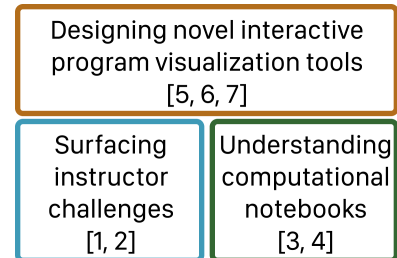 Designing novel interactive
program visualization tools
[5, 6, 7]
Surfacing
instructor
challenges
[1, 2]
Understanding
computational
notebooks
[3, 4]